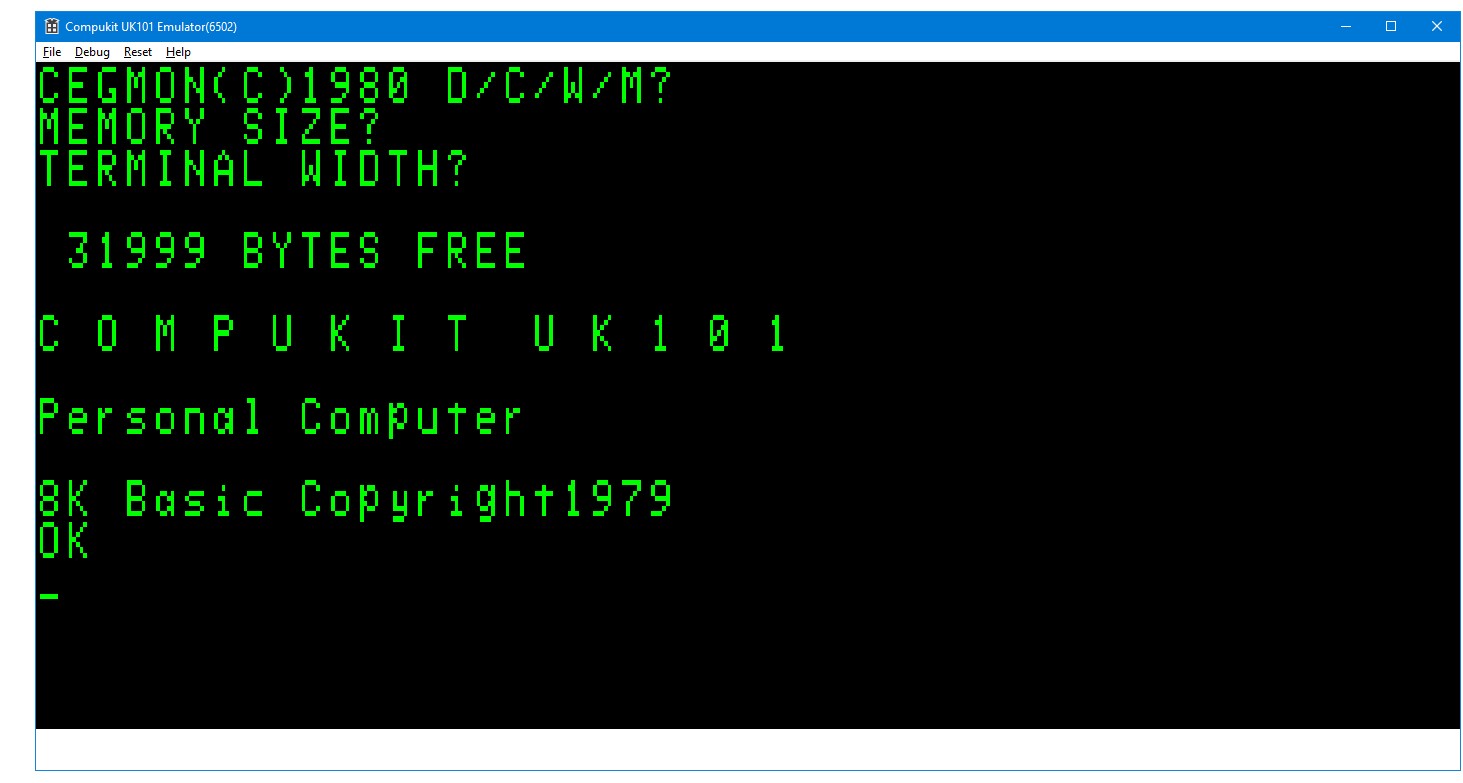 Compukit UK101 Emulator(6502)
File Debug Reset Help
CEGMON(C)1980 D/C/W/M?
MEMORY SIZE?
TERMINAL WIDTH?
31999 BYTES FREE
C O M P U K I T  U K 1 0 1
Personal Computer
8K Basic Copyright1979
OK
_